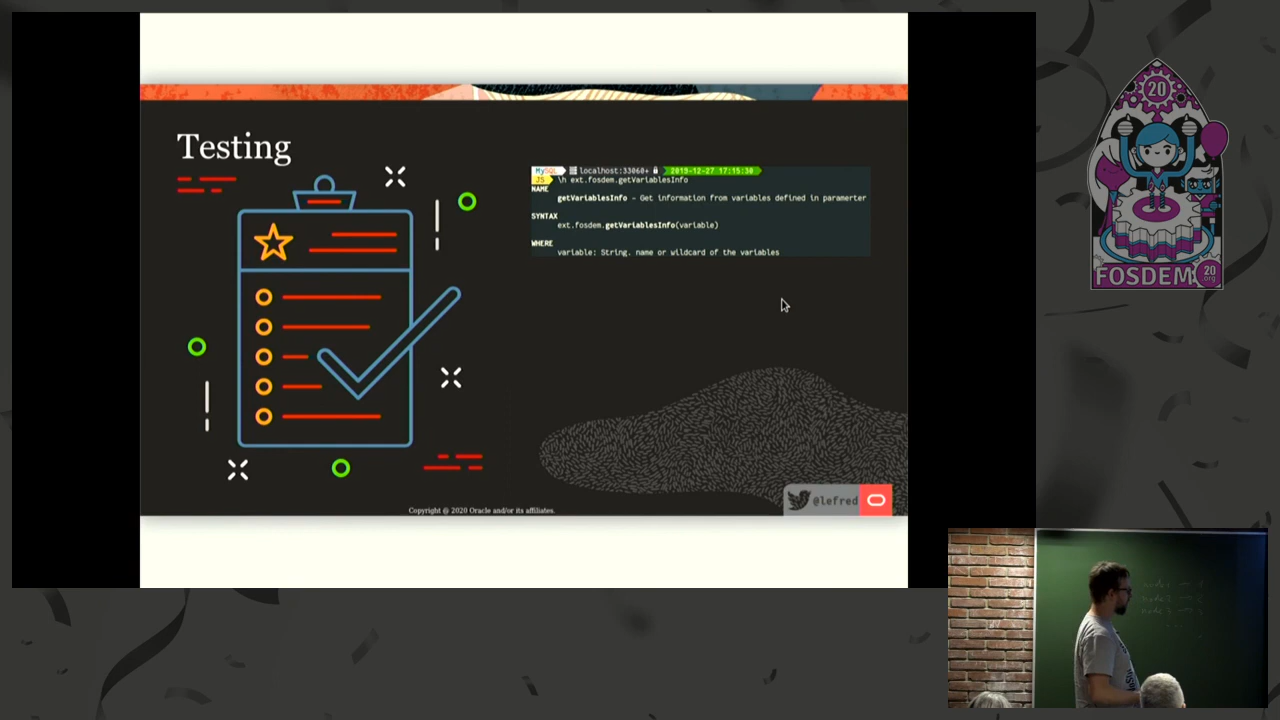 Testing
MySQL localhost:33060+ 2019-12-27 17:15:30
JS \h ext.fosdem.getVariablesInfo
NAME
getVariablesInfo - Get information from variables defined in paramerter
SYNTAX
ext.fosdem.getVariablesInfo(variable)
WHERE
variable: String. name or wildcard of the variables
@lefred
Copyright @ 2020 Oracle and/or its affiliates.
20
FOSDEM
20
.org